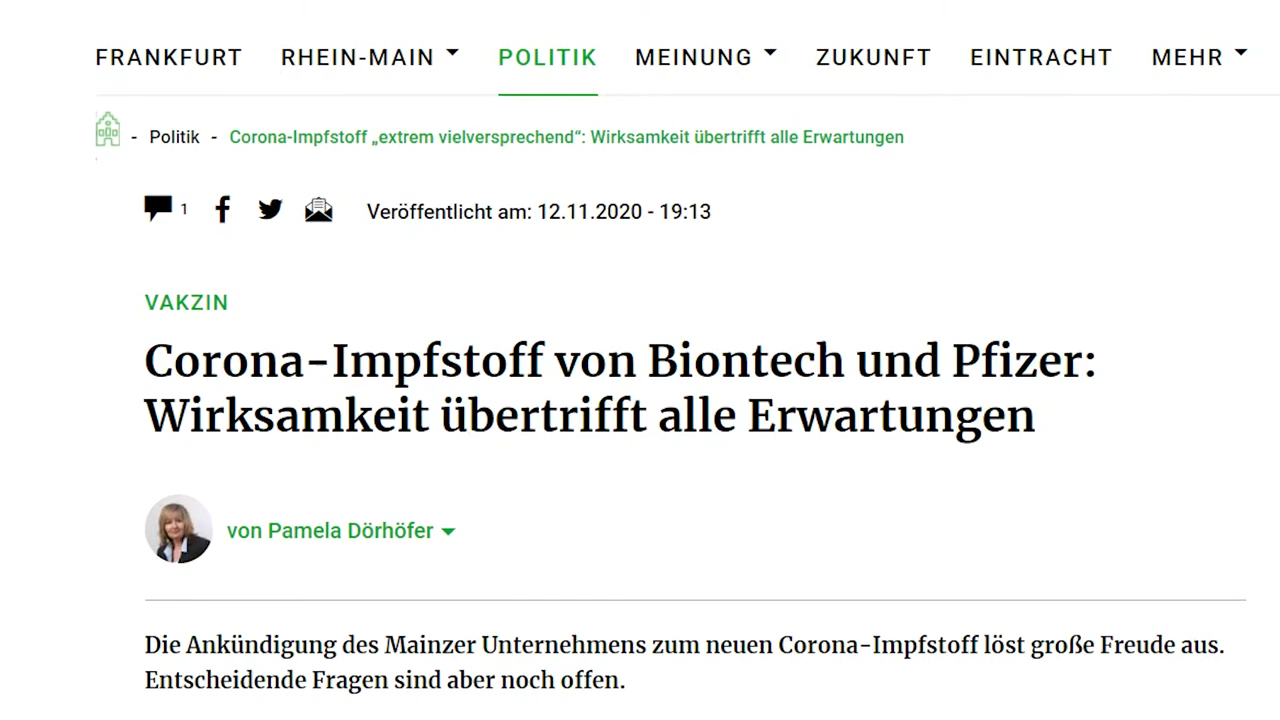 FRANKFURT RHEIN-MAIN POLITIK MEINUNG ZUKUNFT EINTRACHT MEHR
- Politik - Corona-Impfstoff „extrem vielversprechend“: Wirksamkeit übertrifft alle Erwartungen
1 Veröffentlicht am: 12.11.2020 - 19:13
VAKZIN
Corona-Impfstoff von Biontech und Pfizer:
Wirksamkeit übertrifft alle Erwartungen
von Pamela Dörhöfer
Die Ankündigung des Mainzer Unternehmens zum neuen Corona-Impfstoff löst große Freude aus.
Entscheidende Fragen sind aber noch offen.